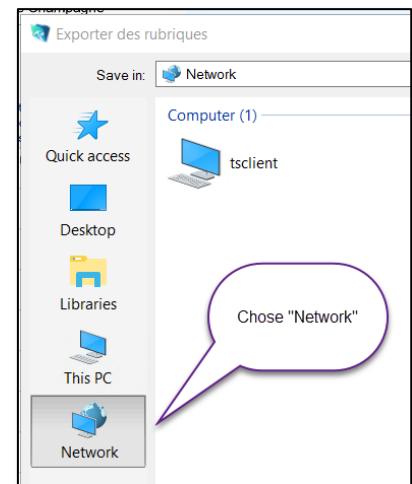 Exporter des rubriques
Save in: Network
Quick access
Desktop
Libraries
This PC
Network
Computer (1)
tsclient
Chose "Network"